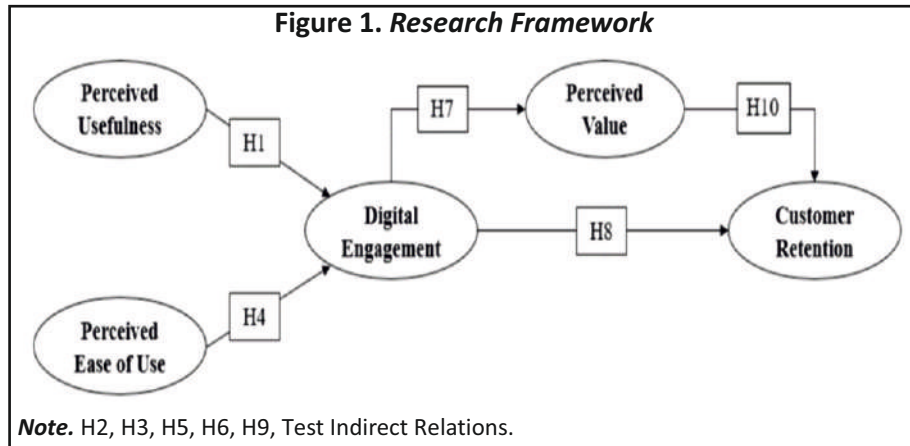 Figure 1. Research Framework
Perceived
Usefulness
H1
H7
Perceived
Value
H10
Digital
Engagement
H8
Customer
Retention
H4
Perceived
Ease of Use
Note. H2, H3, H5, H6, H9, Test Indirect Relations.